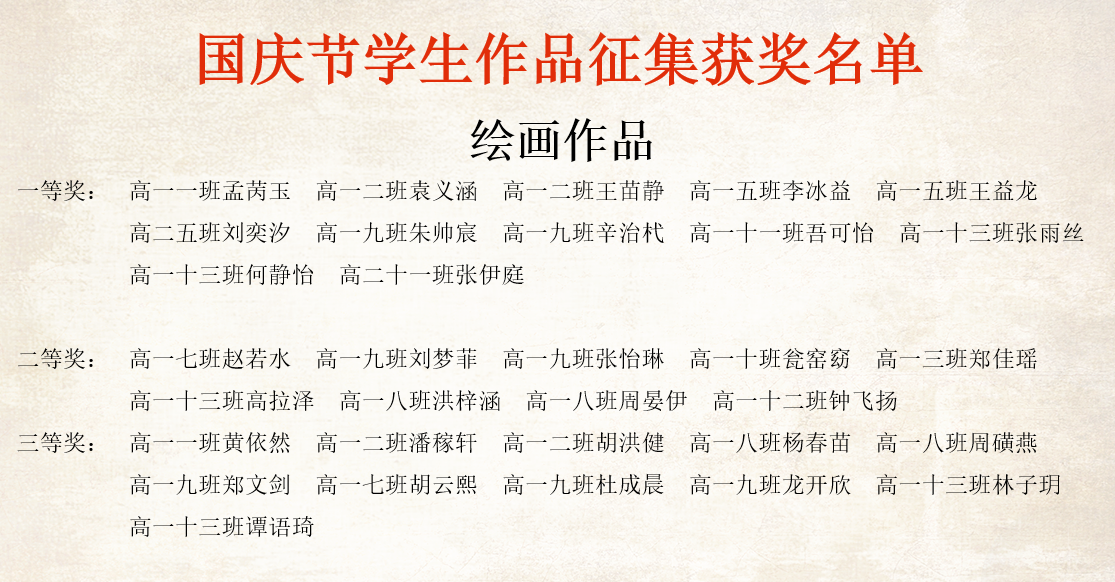 国庆节学生作品征集获奖名单
绘画作品
一等奖： 高一一班孟芮玉 高一二班袁义涵 高一二班王苗静 高一五班李冰益 高一五班王益龙
高二五班刘奕汐 高一九班朱帅宸 高一九班辛治杙 高一十一班吾可怡 高一十三班张雨丝
高一十三班何静怡 高二十一班张伊庭
二等奖： 高一七班赵若水 高一九班刘梦菲 高一九班张怡琳 高一十班瓮窑窈 高一三班郑佳瑶
高一十三班高拉泽 高一八班洪梓涵 高一八班周晏伊 高一十二班钟飞扬
三等奖： 高一一班黄依然 高一二班潘稼轩 高一二班胡洪健 高一八班杨春苗 高一八班周磺燕
高一九班郑文剑 高一七班胡云熙 高一九班杜成晨 高一九班龙开欣 高一十三班林子玥
高一十三班谭语琦